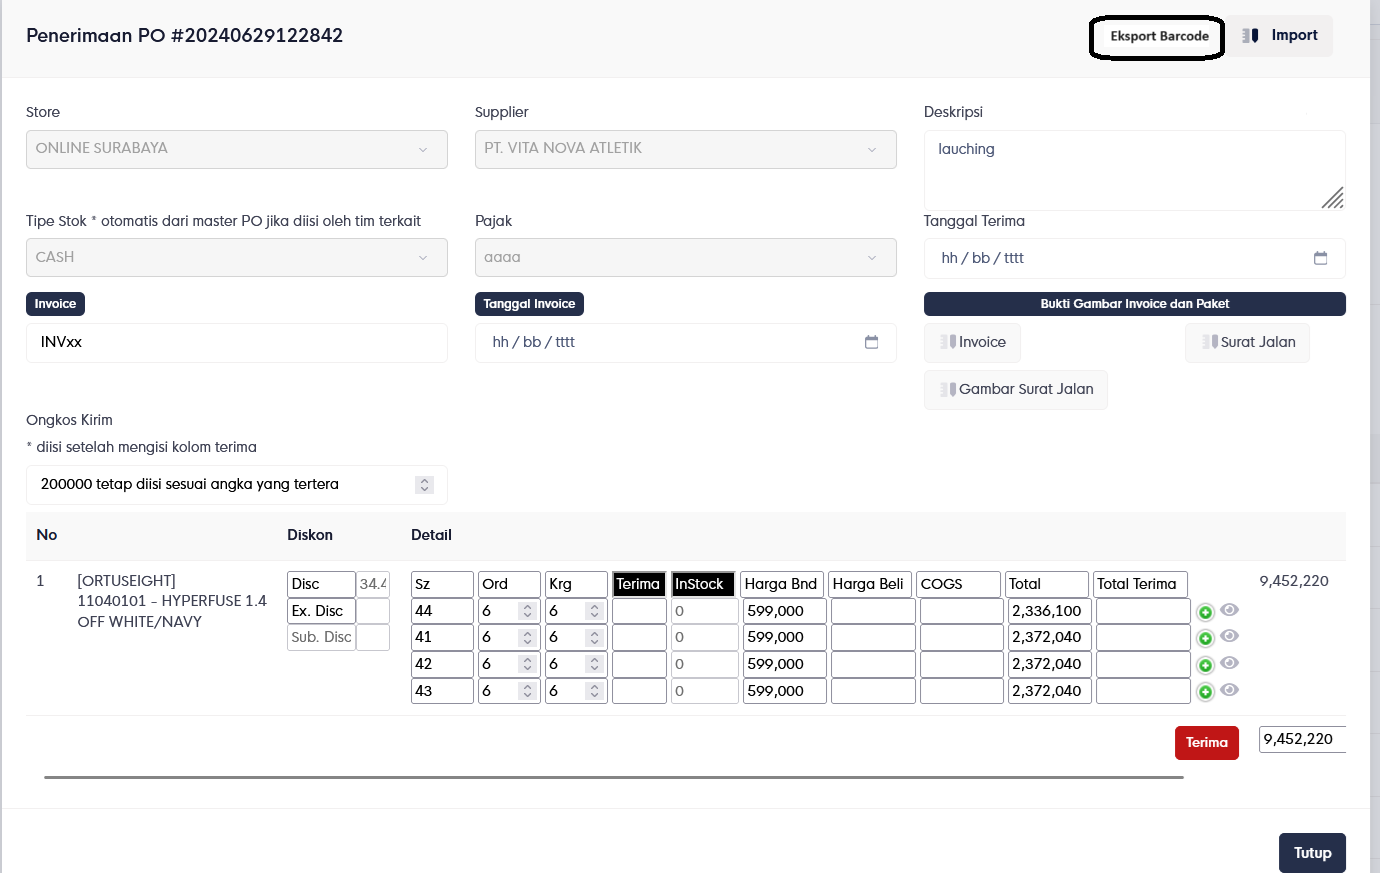 Penerimaan PO #20240629122842
Eksport Barcode
Import
Store
Supplier
Deskripsi
ONLINE SURABAYA
PT. VITA NOVA ATLETIK
lauching
Tipe Stok * otomatis dari master PO jika diisi oleh tim terkait
Pajak
Tanggal Terima
CASH
aaaa
hh / bb / tttt
Invoice
Tanggal Invoice
Bukti Gambar Invoice dan Paket
INVxx
hh / bb / tttt
Invoice
Surat Jalan
Gambar Surat Jalan
Ongkos Kirim
* diisi setelah mengisi kolom terima
200000 tetap diisi sesuai angka yang tertera
No Diskon Detail
1 [ORTUSEIGHT]
11040101 - HYPERFUSE 1.4
OFF WHITE/NAVY
Disc 34.4
Ex. Disc
Sub. Disc
Sz Ord Krg Terima InStock Harga Bnd Harga Beli COGS Total Total Terima 9,452,220
44 6 6 0 599,000 2,336,100
41 6 6 0 599,000 2,372,040
42 6 6 0 599,000 2,372,040
43 6 6 0 599,000 2,372,040
Terima 9,452,220
Tutup